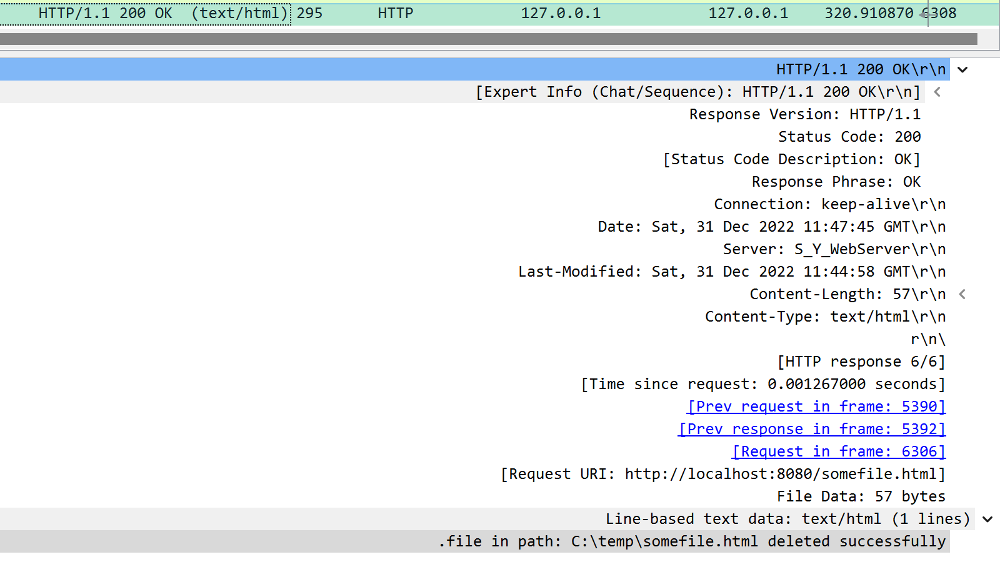 HTTP/1.1 200 OK  (text/html) 295 HTTP 127.0.0.1 127.0.0.1 320.910870 6308
HTTP/1.1 200 OK\r\n
[Expert Info (Chat/Sequence): HTTP/1.1 200 OK\r\n]
Response Version: HTTP/1.1
Status Code: 200
[Status Code Description: OK]
Response Phrase: OK
Connection: keep-alive\r\n
Date: Sat, 31 Dec 2022 11:47:45 GMT\r\n
Server: S_Y_WebServer\r\n
Last-Modified: Sat, 31 Dec 2022 11:44:58 GMT\r\n
Content-Length: 57\r\n
Content-Type: text/html\r\n
r\n\
[HTTP response 6/6]
[Time since request: 0.001267000 seconds]
[Prev request in frame: 5390]
[Prev response in frame: 5392]
[Request in frame: 6306]
[Request URI: http://localhost:8080/somefile.html]
File Data: 57 bytes
Line-based text data: text/html (1 lines)
.file in path: C:\temp\somefile.html deleted successfully